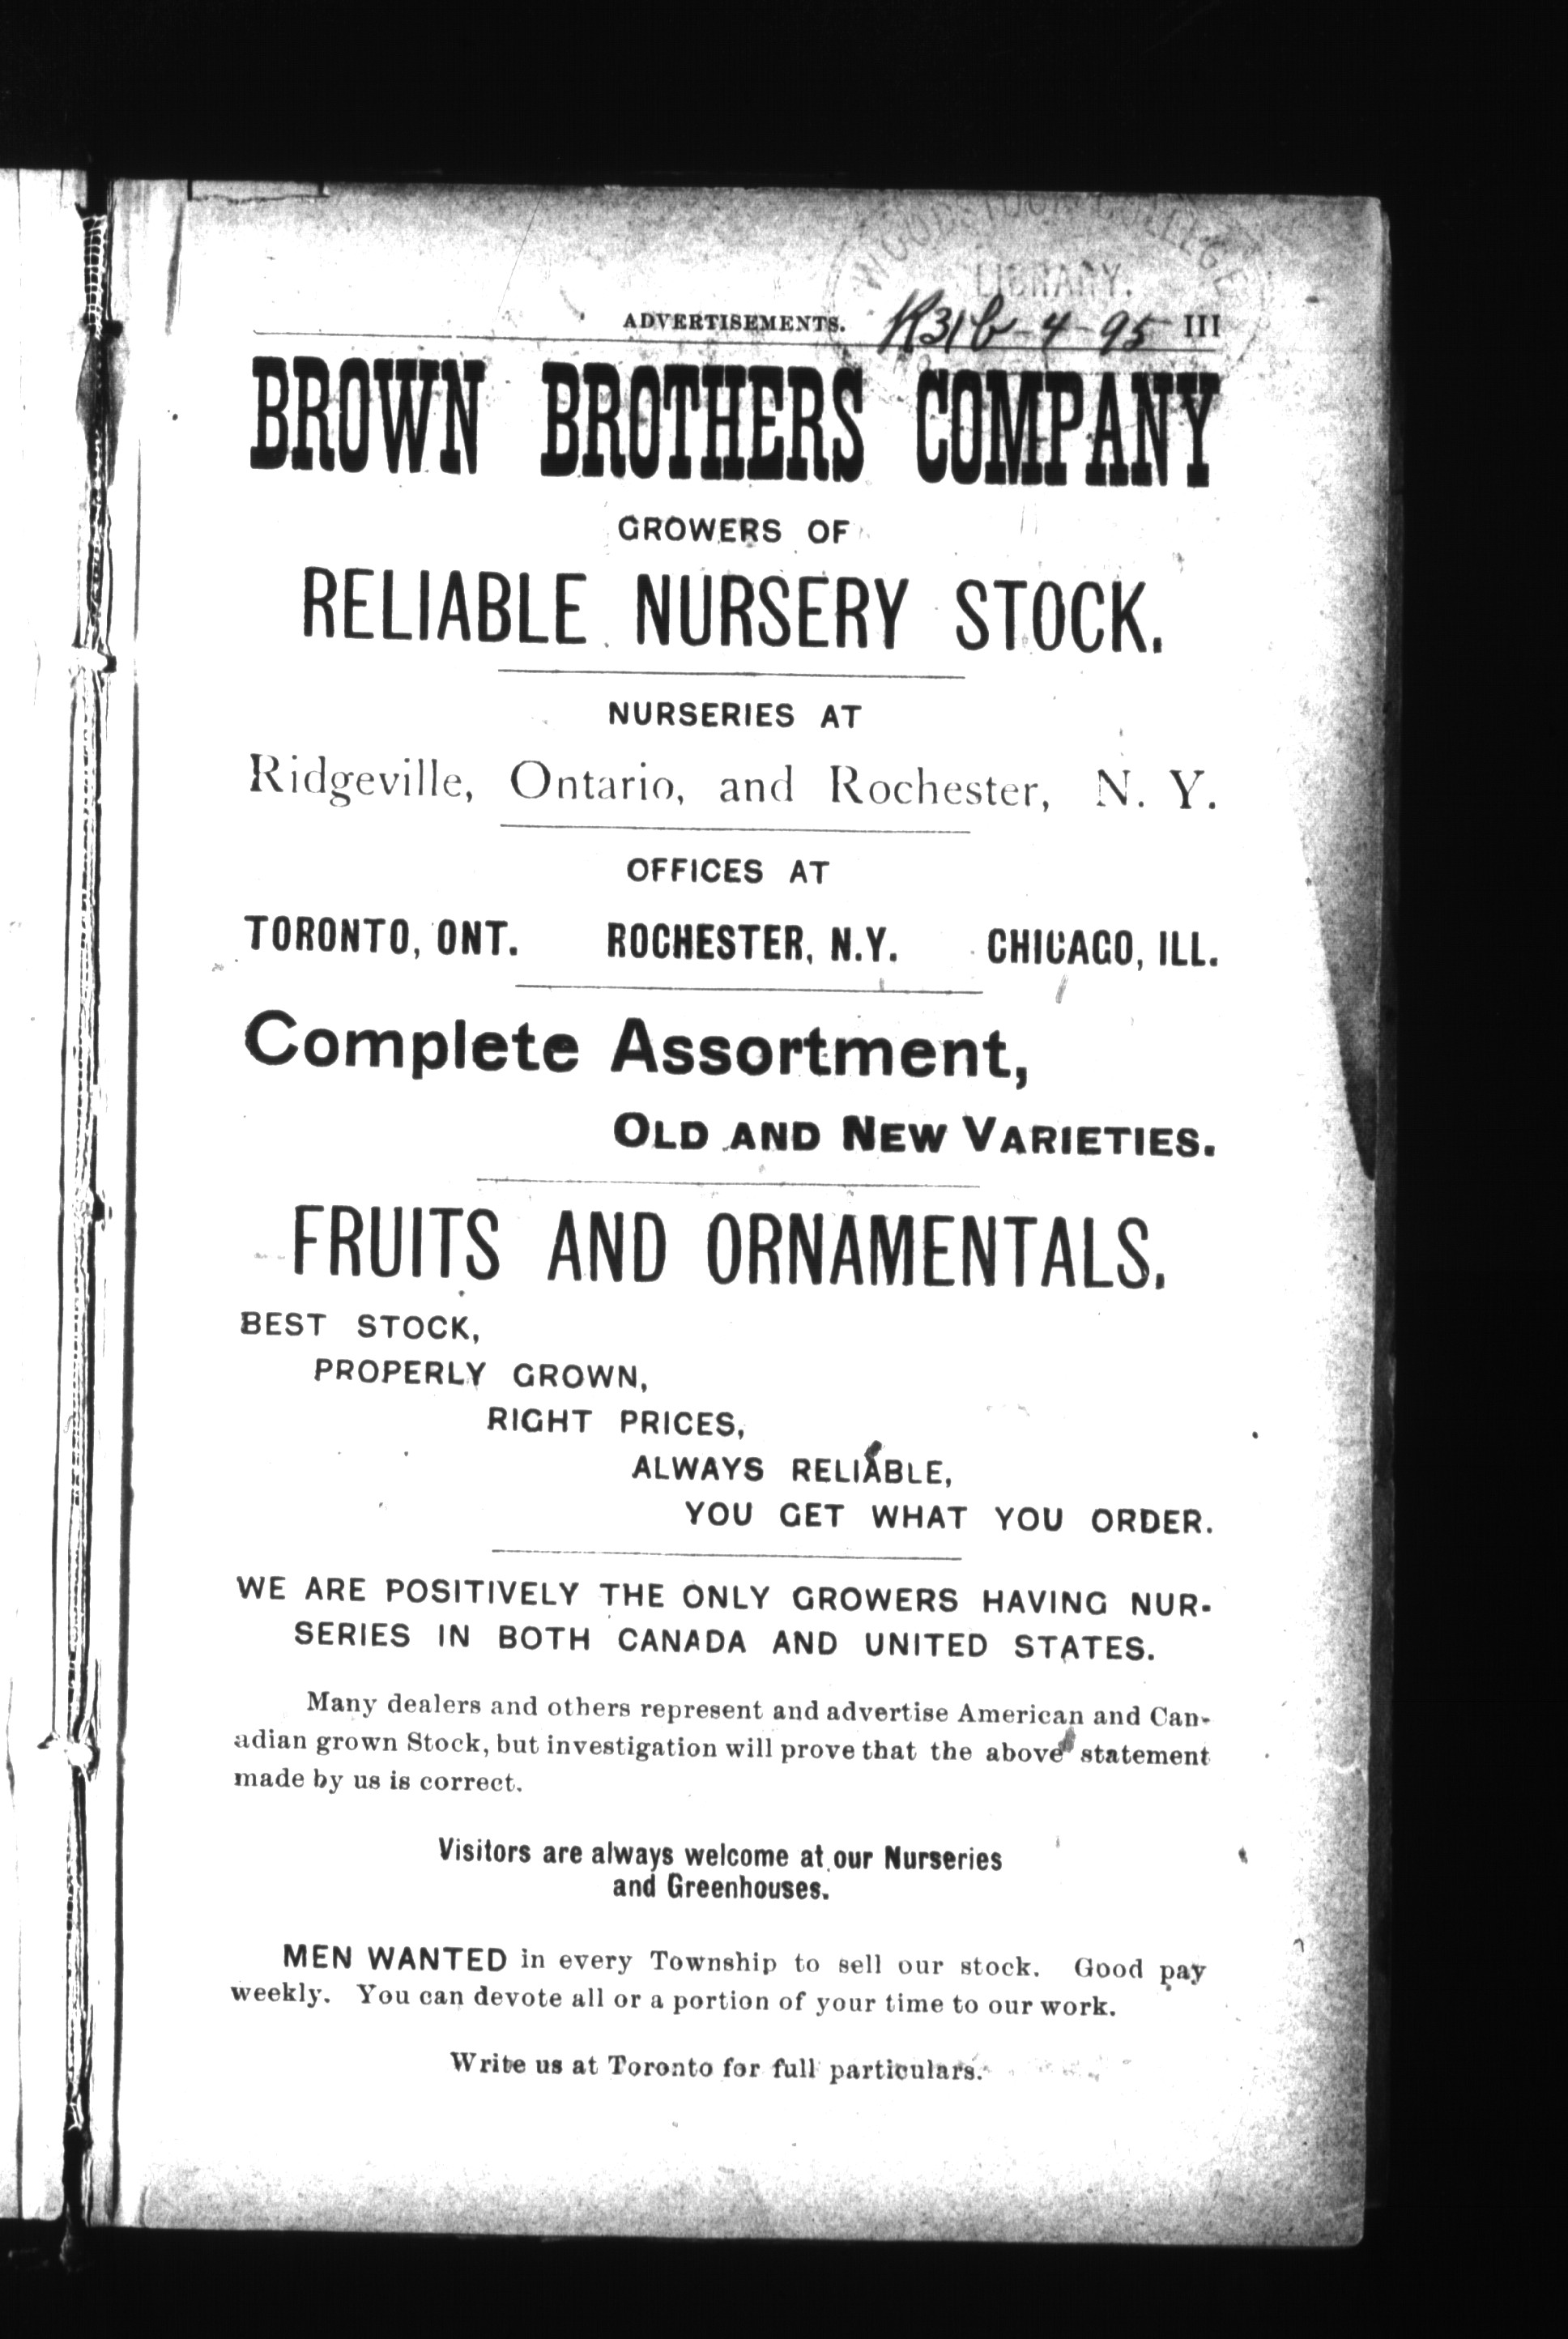 WOODSTOCK COLLEGE
LIBRARY.
ADVERTISEMENTS. R31b-4-95 III
BROWN BROTHERS COMPANY
GROWERS OF
RELIABLE NURSERY STOCK.
NURSERIES AT
Ridgeville, Ontario, and Rochester, N. Y.
OFFICES AT
TORONTO, ONT. ROCHESTER, N.Y. CHICAGO, ILL.
Complete Assortment,
OLD AND NEW VARIETIES.
FRUITS AND ORNAMENTALS.
BEST STOCK,
PROPERLY GROWN,
RIGHT PRICES,
ALWAYS RELIABLE,
YOU GET WHAT YOU ORDER.
WE ARE POSITIVELY THE ONLY GROWERS HAVING NUR-
SERIES IN BOTH CANADA AND UNITED STATES.
Many dealers and others represent and advertise American and Can-
adian grown Stock, but investigation will prove that the above statement
made by us is correct.
Visitors are always welcome at our Nurseries
and Greenhouses.
MEN WANTED in every Township to sell our stock. Good pay
weekly. You can devote all or a portion of your time to our work.
Write us at Toronto for full particulars.